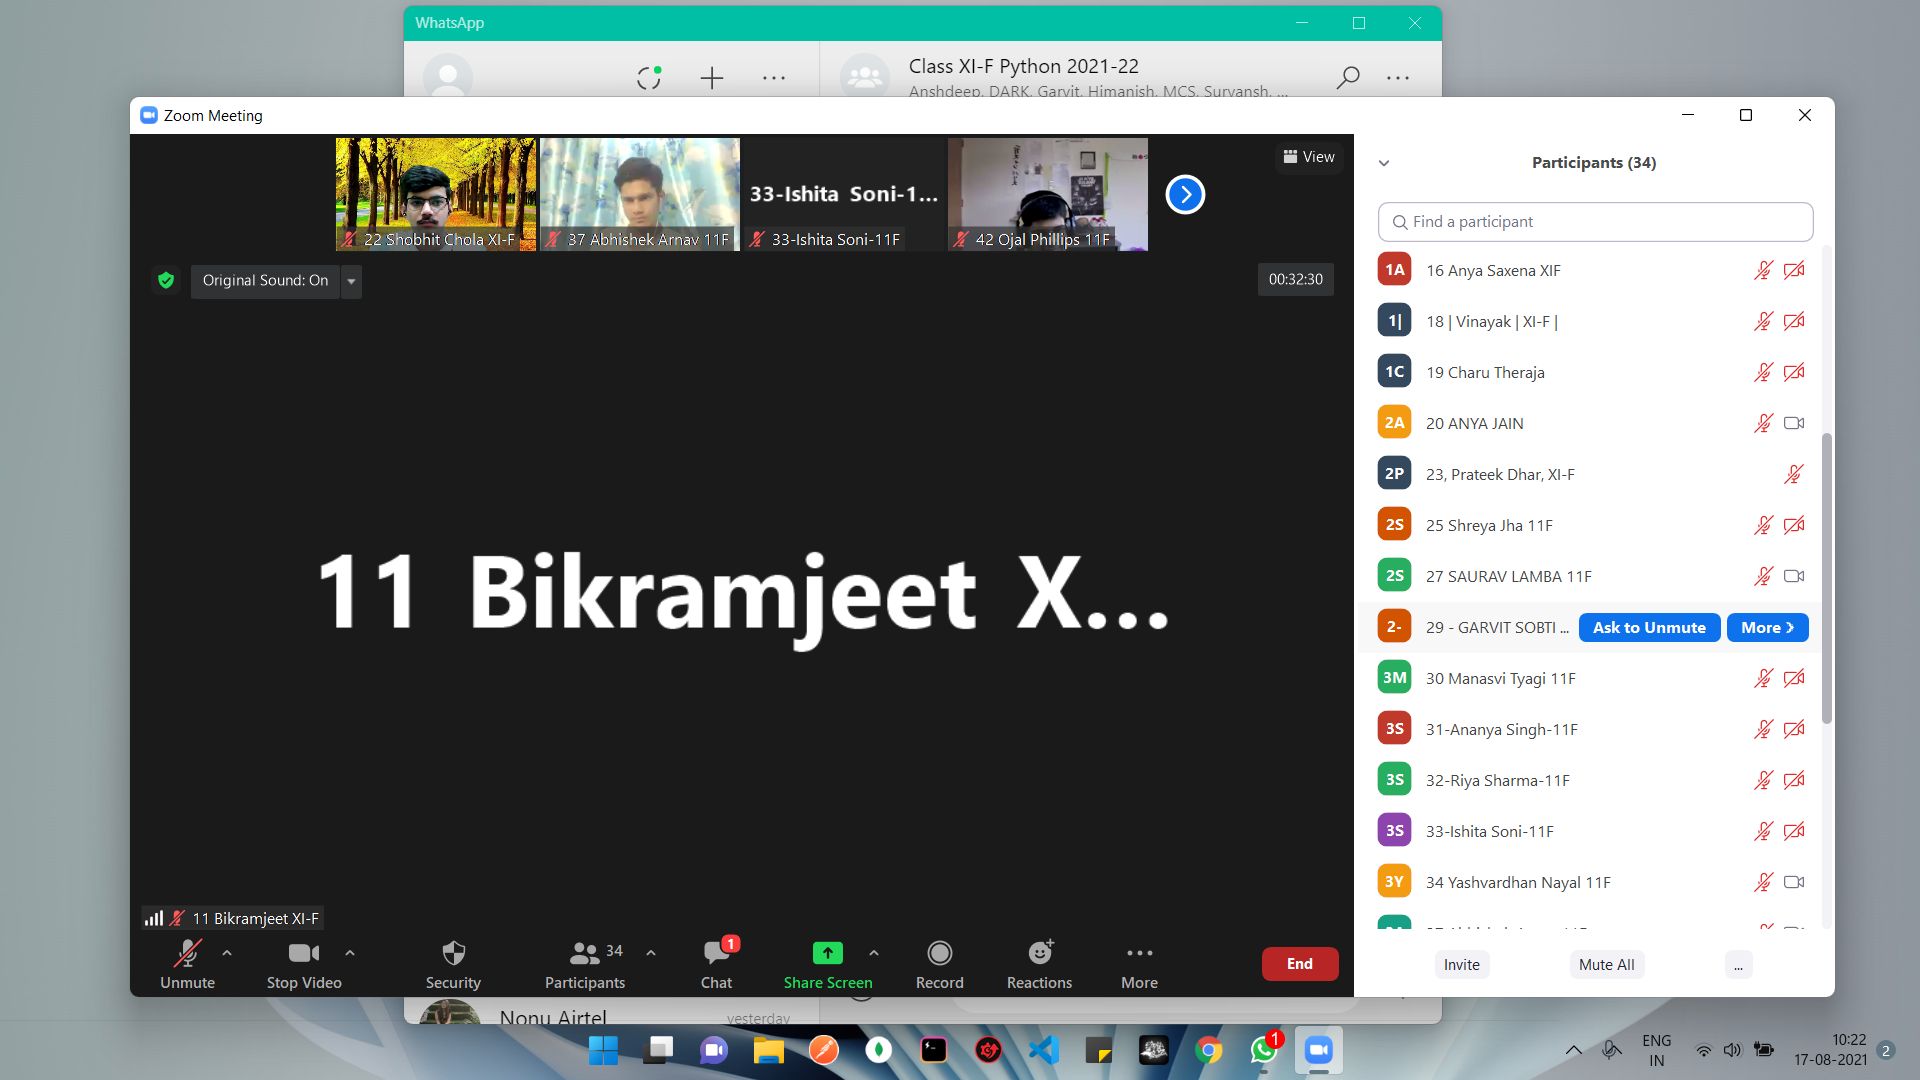 WhatsApp
Class XI-F Python 2021-22
Anshdeep, DARK, Garvit, Himanish, MCS, Survansh, ...
Zoom Meeting
22 Shobhit Chola XI-F
37 Abhishek Arnav 11F
33-Ishita Soni-1...
33-Ishita Soni-11F
42 Ojal Phillips 11F
View
Original Sound: On
00:32:30
11 Bikramjeet X...
11 Bikramjeet XI-F
Unmute
Stop Video
Security
34
Participants
1
Chat
Share Screen
Record
Reactions
More
End
Participants (34)
Find a participant
1A 16 Anya Saxena XIF
1| 18 | Vinayak | XI-F |
1C 19 Charu Theraja
2A 20 ANYA JAIN
2P 23, Prateek Dhar, XI-F
2S 25 Shreya Jha 11F
2S 27 SAURAV LAMBA 11F
2- 29 - GARVIT SOBTI ... Ask to Unmute More
3M 30 Manasvi Tyagi 11F
3S 31-Ananya Singh-11F
3S 32-Riya Sharma-11F
3S 33-Ishita Soni-11F
3Y 34 Yashvardhan Nayal 11F
Invite
Mute All
...
Nonu Airtel
yesterday
1
ENG
IN
10:22
17-08-2021
2